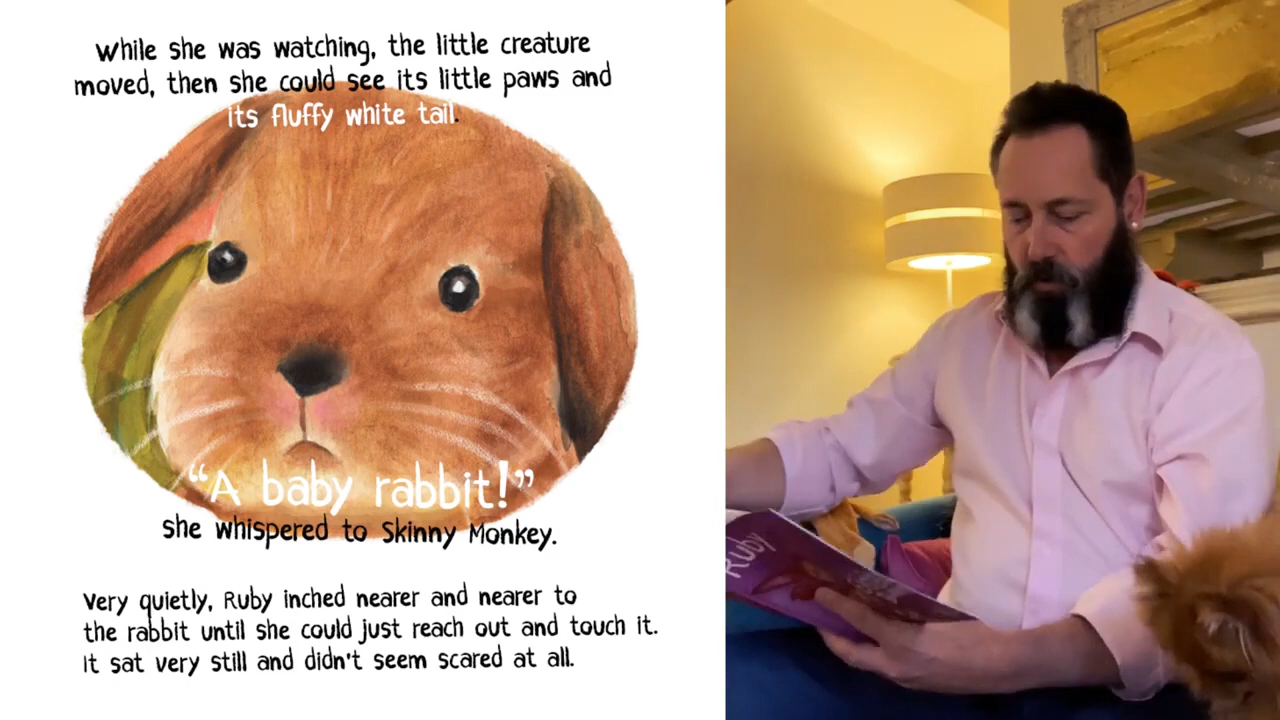 While she was watching, the little creature
moved, then she could see its little paws and
its fluffy white tail.
“A baby rabbit!”
she whispered to Skinny Monkey.
Very quietly, Ruby inched nearer and nearer to
the rabbit until she could just reach out and touch it.
It sat very still and didn't seem scared at all.
Ruby